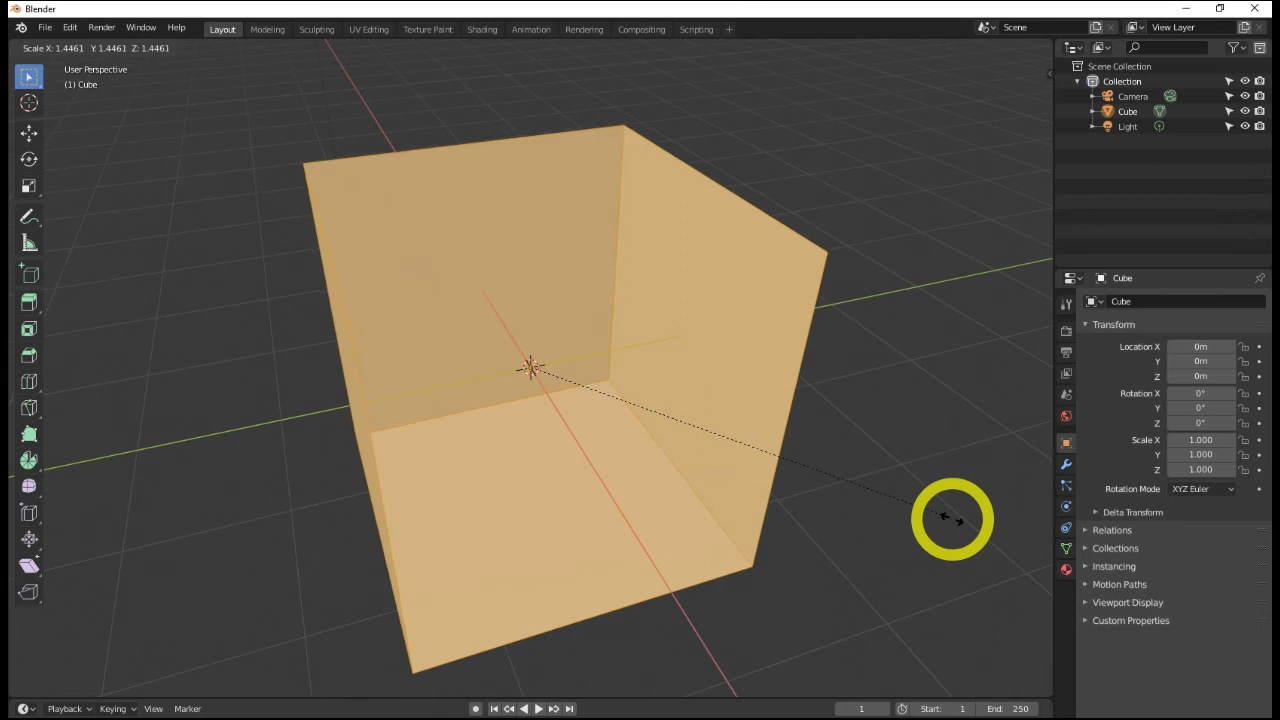 Blender
File Edit Render Window Help
Layout Modeling Sculpting UV Editing Texture Paint Shading Animation Rendering Compositing Scripting +
Scene
View Layer
Scale X: 1.4461 Y: 1.4461 Z: 1.4461
User Perspective
(1) Cube
Scene Collection
Collection
Camera
Cube
Light
Cube
Cube
Transform
Location X 0m
Y 0m
Z 0m
Rotation X 0°
Y 0°
Z 0°
Scale X 1.000
Y 1.000
Z 1.000
Rotation Mode XYZ Euler
Delta Transform
Relations
Collections
Instancing
Motion Paths
Viewport Display
Custom Properties
Playback Keying View Marker
1
Start: 1
End: 250